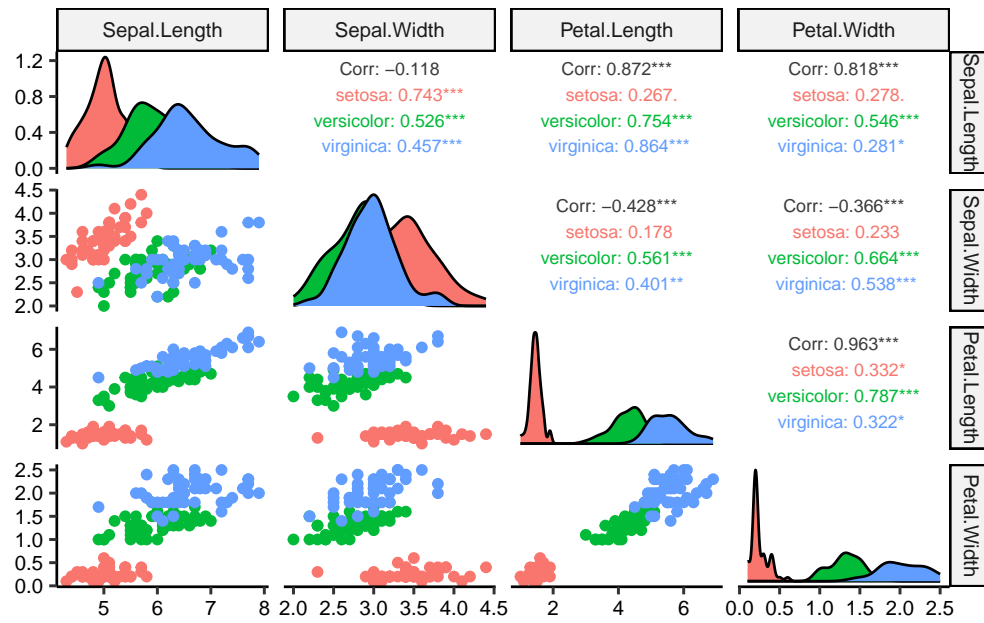 Sepal.Length
Sepal.Width
Petal.Length
Petal.Width
1.2
0.8
0.4
0.0
Corr: −0.118
setosa: 0.743***
versicolor: 0.526***
virginica: 0.457***
Corr: 0.872***
setosa: 0.267.
versicolor: 0.754***
virginica: 0.864***
Corr: 0.818***
setosa: 0.278.
versicolor: 0.546***
virginica: 0.281*
Sepal.Length
4.5
4.0
3.5
3.0
2.5
2.0
Corr: −0.428***
setosa: 0.178
versicolor: 0.561***
virginica: 0.401**
Corr: −0.366***
setosa: 0.233
versicolor: 0.664***
virginica: 0.538***
Sepal.Width
6
4
2
Corr: 0.963***
setosa: 0.332*
versicolor: 0.787***
virginica: 0.322*
Petal.Length
2.5
2.0
1.5
1.0
0.5
0.0
Petal.Width
5 6 7 8
2.0 2.5 3.0 3.5 4.0 4.5
2 4 6
0.0 0.5 1.0 1.5 2.0 2.5